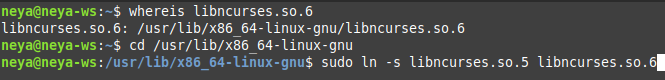 neya@neya-ws:~$ whereis libncurses.so.6
libncurses.so.6: /usr/lib/x86_64-linux-gnu/libncurses.so.6
neya@neya-ws:~$ cd /usr/lib/x86_64-linux-gnu
neya@neya-ws:/usr/lib/x86_64-linux-gnu$ sudo ln -s libncurses.so.5 libncurses.so.6